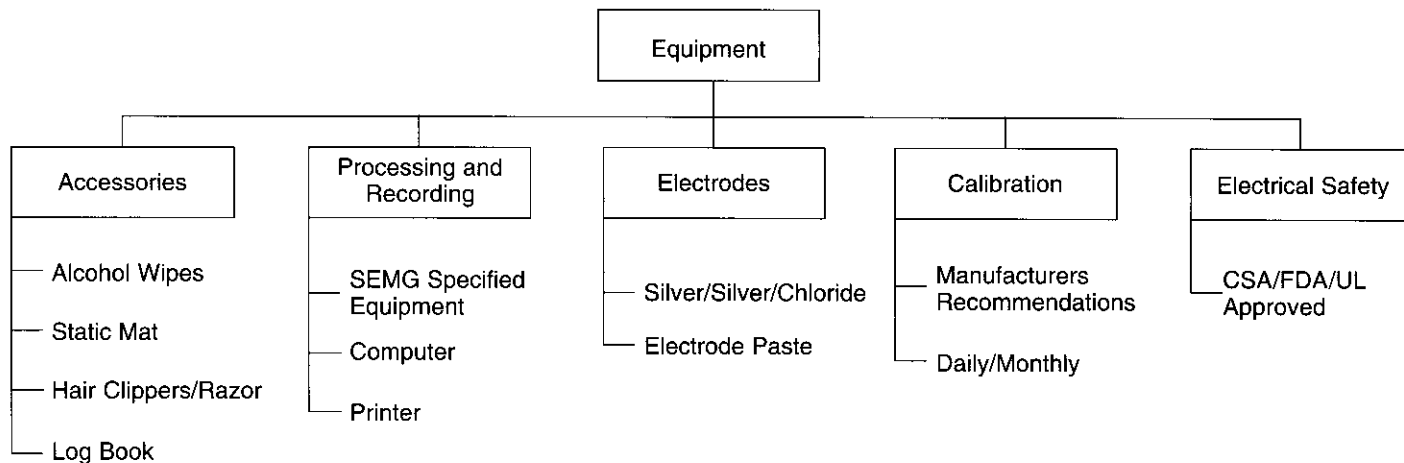 Equipment
Accessories
Alcohol Wipes
Static Mat
Hair Clippers/Razor
Log Book
Processing and
Recording
SEMG Specified
Equipment
Computer
Printer
Electrodes
Silver/Silver/Chloride
Electrode Paste
Calibration
Manufacturers
Recommendations
Daily/Monthly
Electrical Safety
CSA/FDA/UL
Approved